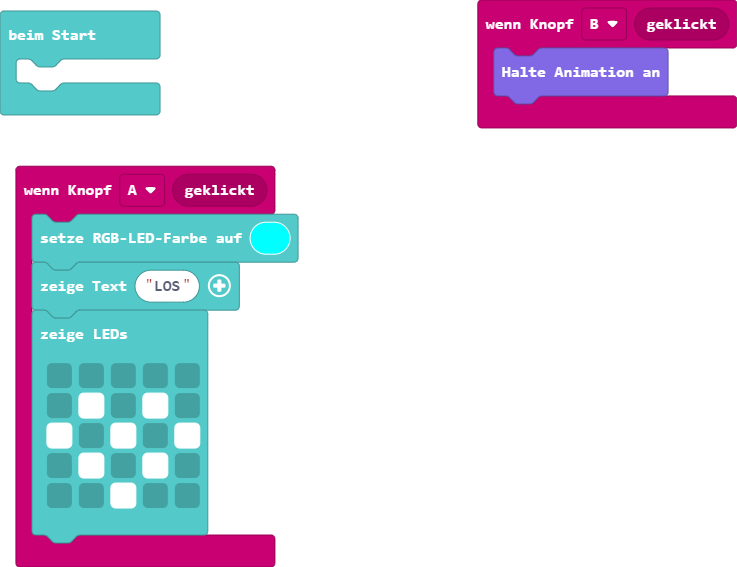 beim Start
wenn Knopf B geklickt
Halte Animation an
wenn Knopf A geklickt
setze RGB-LED-Farbe auf
zeige Text "LOS"
zeige LEDs